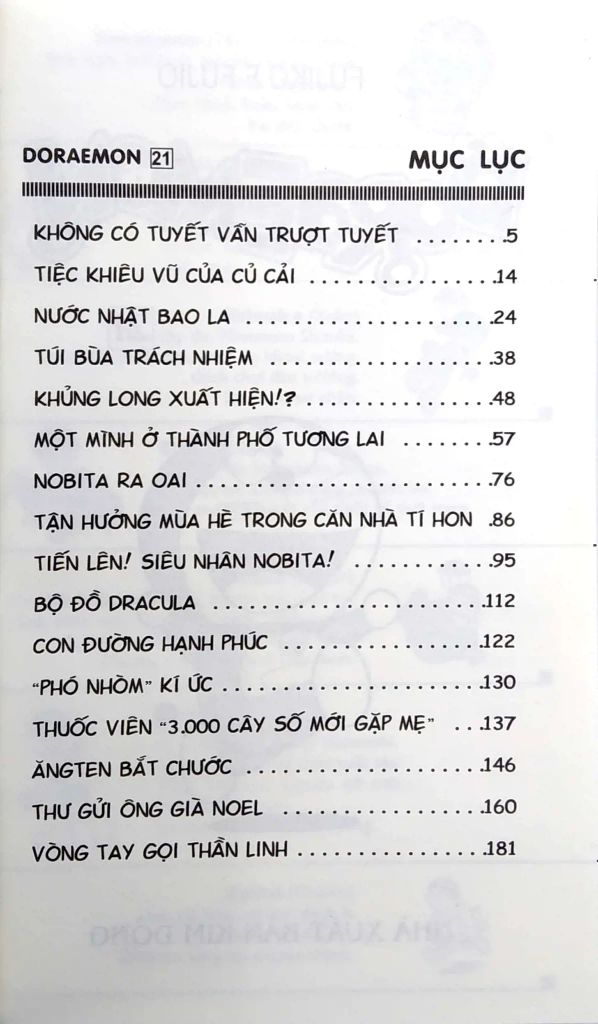 DORAEMON 21 MỤC LỤC
KHÔNG CÓ TUYẾT VẪN TRƯỢT TUYẾT ........5
TIỆC KHIÊU VŨ CỦA CỦ CẢI ..................14
NƯỚC NHẬT BAO LA ........................24
TÚI BÙA TRÁCH NHIỆM .....................38
KHỦNG LONG XUẤT HIỆN!? ..................48
MỘT MÌNH Ở THÀNH PHỐ TƯƠNG LAI ........57
NOBITA RA OAI ............................76
TẬN HƯỞNG MÙA HÈ TRONG CĂN NHÀ TÍ HON .86
TIẾN LÊN! SIÊU NHÂN NOBITA! .............95
BỘ ĐỒ DRACULA .........................112
CON ĐƯỜNG HẠNH PHÚC ...................122
“PHÓ NHÒM” KÍ ỨC .......................130
THUỐC VIÊN “3.000 CÂY SỐ MỚI GẶP MẸ” ...137
ĂNGTEN BẮT CHƯỚC ......................146
THƯ GỬI ÔNG GIÀ NOEL ....................160
VÒNG TAY GỌI THẦN LINH .................181